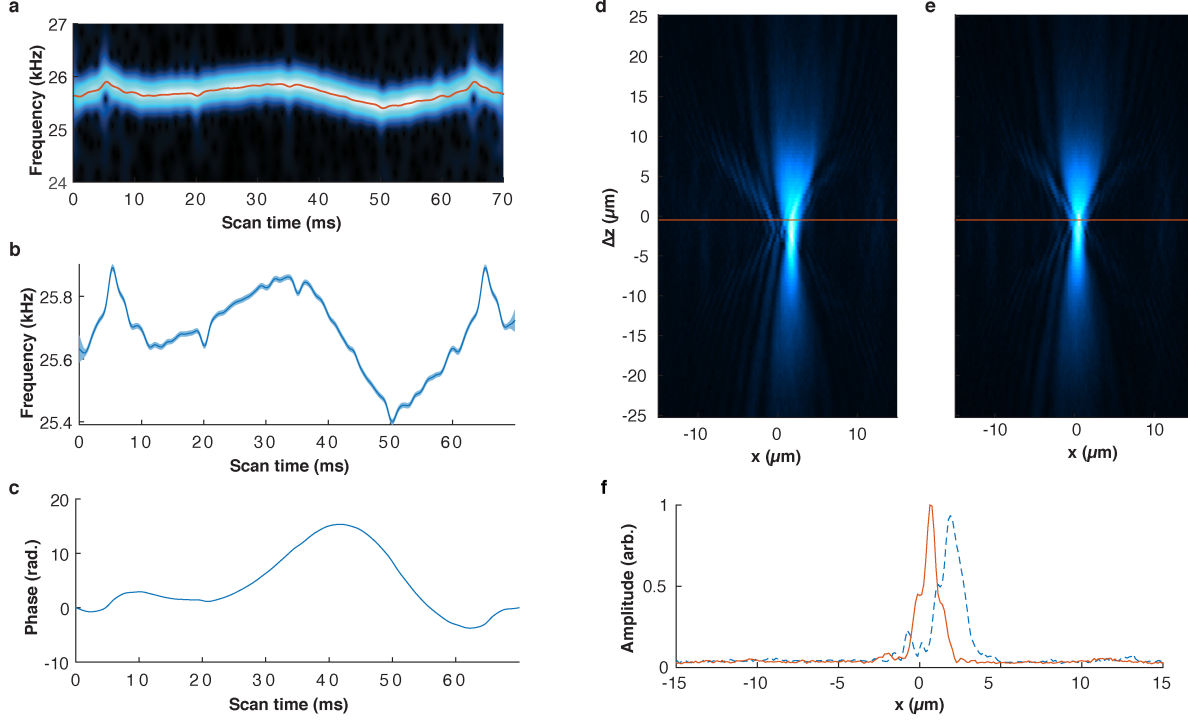 a
27
26
25
24
Frequency (kHz)
0 10 20 30 40 50 60 70
Scan time (ms)
b
25.8
25.6
25.4
Frequency (kHz)
0 10 20 30 40 50 60
Scan time (ms)
c
20
10
0
-10
Phase (rad.)
0 10 20 30 40 50 60
Scan time (ms)
d
25
20
15
10
5
0
-5
-10
-15
-20
-25
Δz (µm)
-10 0 10
x (µm)
e
-10 0 10
x (µm)
f
1
0.5
0
Amplitude (arb.)
-15 -10 -5 0 5 10 15
x (µm)